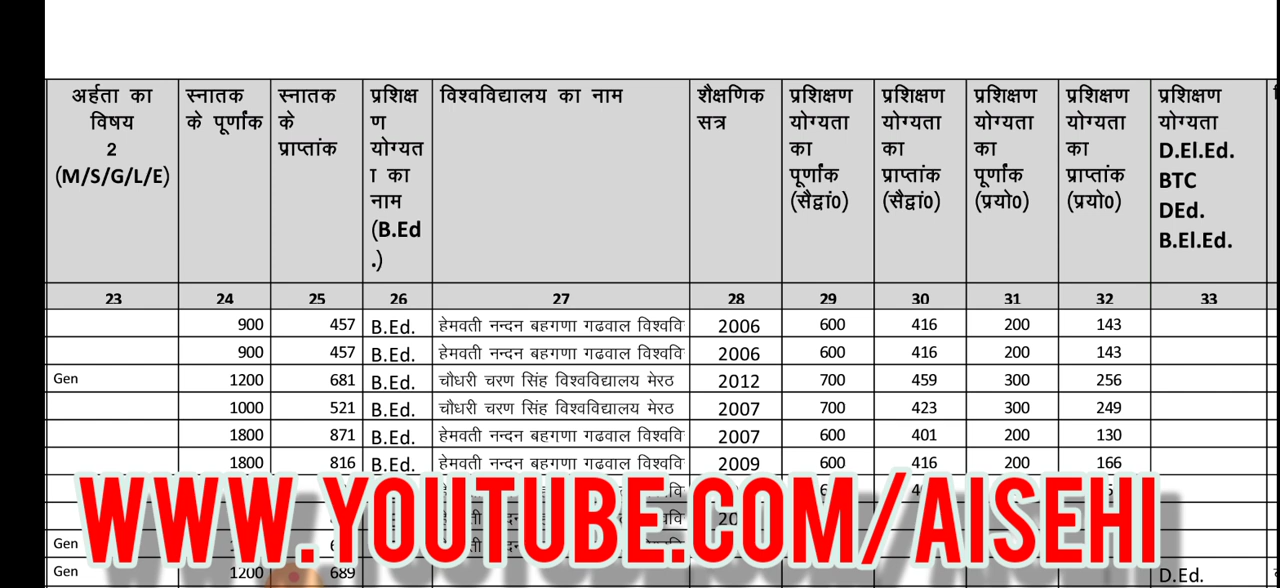 अर्हता का विषय 2 (M/S/G/L/E) | स्नातक के पूर्णांक | स्नातक के प्राप्तांक | प्रशिक्षण योग्यता का नाम (B.Ed.) | विश्वविद्यालय का नाम | शैक्षणिक सत्र | प्रशिक्षण योग्यता का पूर्णांक (सैद्वां0) | प्रशिक्षण योग्यता का प्राप्तांक (सैद्वां0) | प्रशिक्षण योग्यता का पूर्णांक (प्रयो0) | प्रशिक्षण योग्यता का प्राप्तांक (प्रयो0) | प्रशिक्षण योग्यता D.El.Ed. BTC DEd. B.El.Ed.
23 24 25 26 27 28 29 30 31 32 33
900 457 B.Ed. हेमवती नन्दन बहगणा गढवाल विश्ववि 2006 600 416 200 143
900 457 B.Ed. हेमवती नन्दन बहगणा गढवाल विश्ववि 2006 600 416 200 143
Gen 1200 681 B.Ed. चौधरी चरण सिंह विश्वविद्यालय मेरठ 2012 700 459 300 256
1000 521 B.Ed. चौधरी चरण सिंह विश्वविद्यालय मेरठ 2007 700 423 300 249
1800 871 B.Ed. हेमवती नन्दन बहगणा गढवाल विश्ववि 2007 600 401 200 130
1800 816 B.Ed. हेमवती नन्दन बहगणा गढवाल विश्ववि 2009 600 416 200 166
WWW.YOUTUBE.COM/AISEHI
Gen
Gen 1200 689 D.Ed.